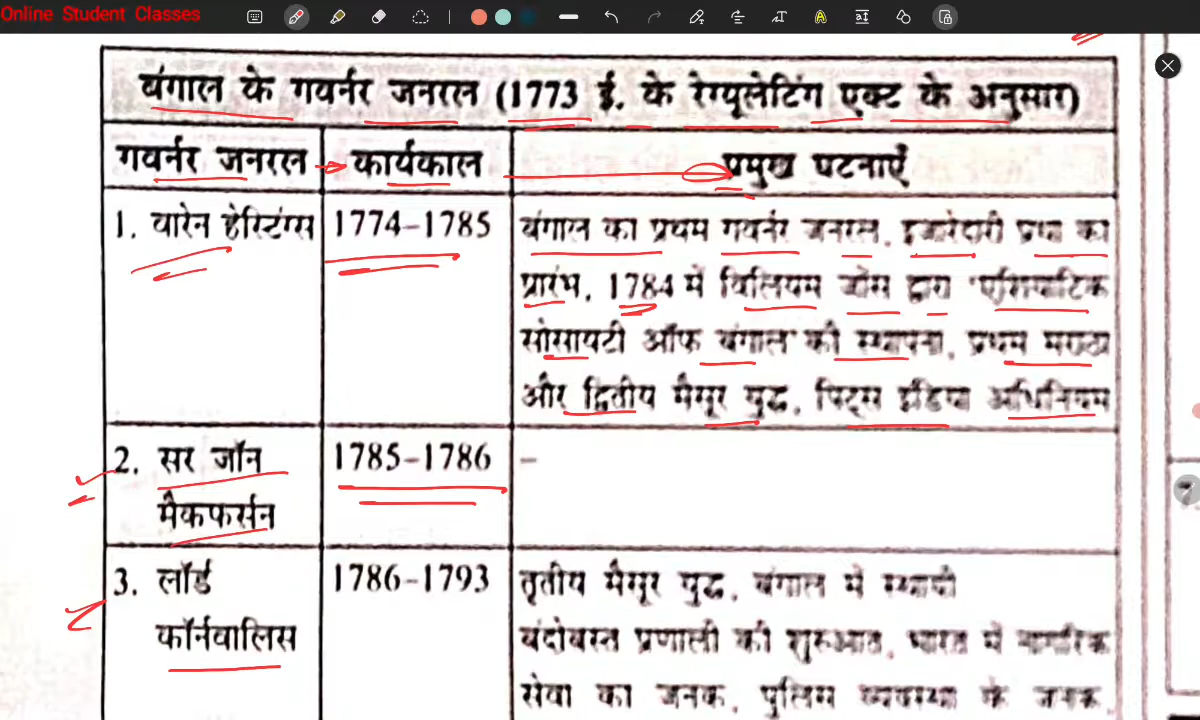 Online Student Classes
बंगाल के गवर्नर जनरल (1773 ई. के रेग्यूलेटिंग एक्ट के अनुसार)
गवर्नर जनरल कार्यकाल प्रमुख घटनाएँ
1. वारेन हेस्टिंग्स 1774-1785 बंगाल का प्रथम गवर्नर जनरल, इजारेदारी प्रथा का
प्रारंभ, 1784 में विलियम जोंस द्वारा 'एशियाटिक
सोसायटी ऑफ बंगाल' की स्थापना, प्रथम मराठा
और द्वितीय मैसूर युद्ध, पिट्स इंडिया अधिनियम
2. सर जॉन 1785-1786 –
मैकफर्सन
3. लॉर्ड 1786-1793 तृतीय मैसूर युद्ध, बंगाल में स्थायी
कॉर्नवालिस बंदोबस्त प्रणाली की शुरुआत, भारत में नागरिक
सेवा का जनक, पुलिस व्यवस्था के जनक,